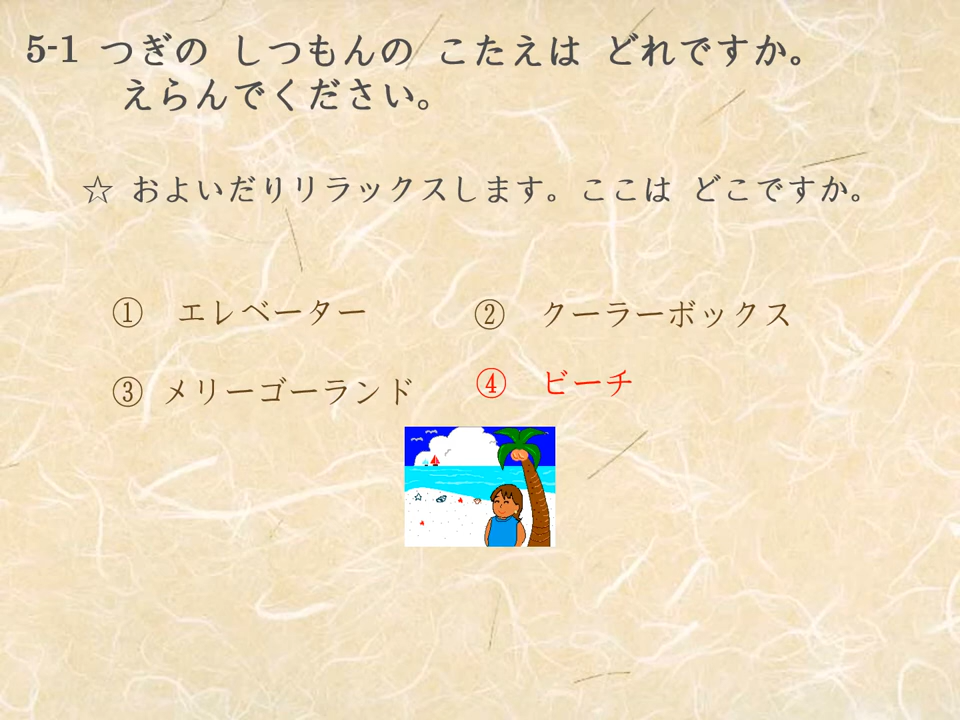 5-1 つぎの しつもんの こたえは どれですか。
えらんでください。
☆ およいだりリラックスします。ここは どこですか。
① エレベーター ② クーラーボックス
③ メリーゴーランド ④ ビーチ